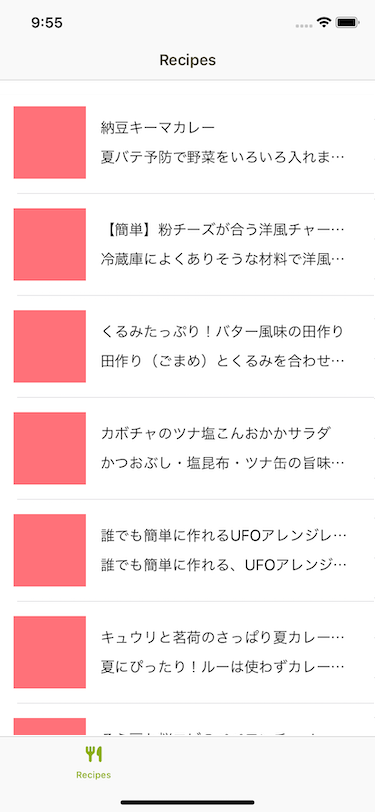 9:55
Recipes
納豆キーマカレー
夏バテ予防で野菜をいろいろ入れま…
【簡単】粉チーズが合う洋風チャー…
冷蔵庫によくありそうな材料で洋風…
くるみたっぷり！バター風味の田作り
田作り（ごまめ）とくるみを合わせ…
カボチャのツナ塩こんおかかサラダ
かつおぶし・塩昆布・ツナ缶の旨味…
誰でも簡単に作れるUFOアレンジレ…
誰でも簡単に作れる、UFOアレンジ…
キュウリと茗荷のさっぱり夏カレー…
夏にぴったり！ルーは使わずカレー…
Recipes